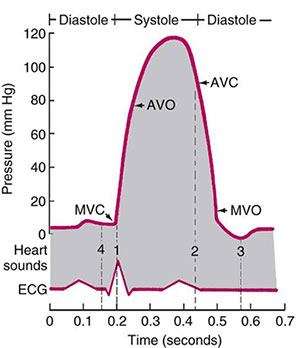 Diastole Systole Diastole
120
100
80
60
40
20
0
Pressure (mm Hg)
AVO
AVC
MVC
MVO
Heart
sounds
4 1 2 3
ECG
0 0.1 0.2 0.3 0.4 0.5 0.6 0.7
Time (seconds)